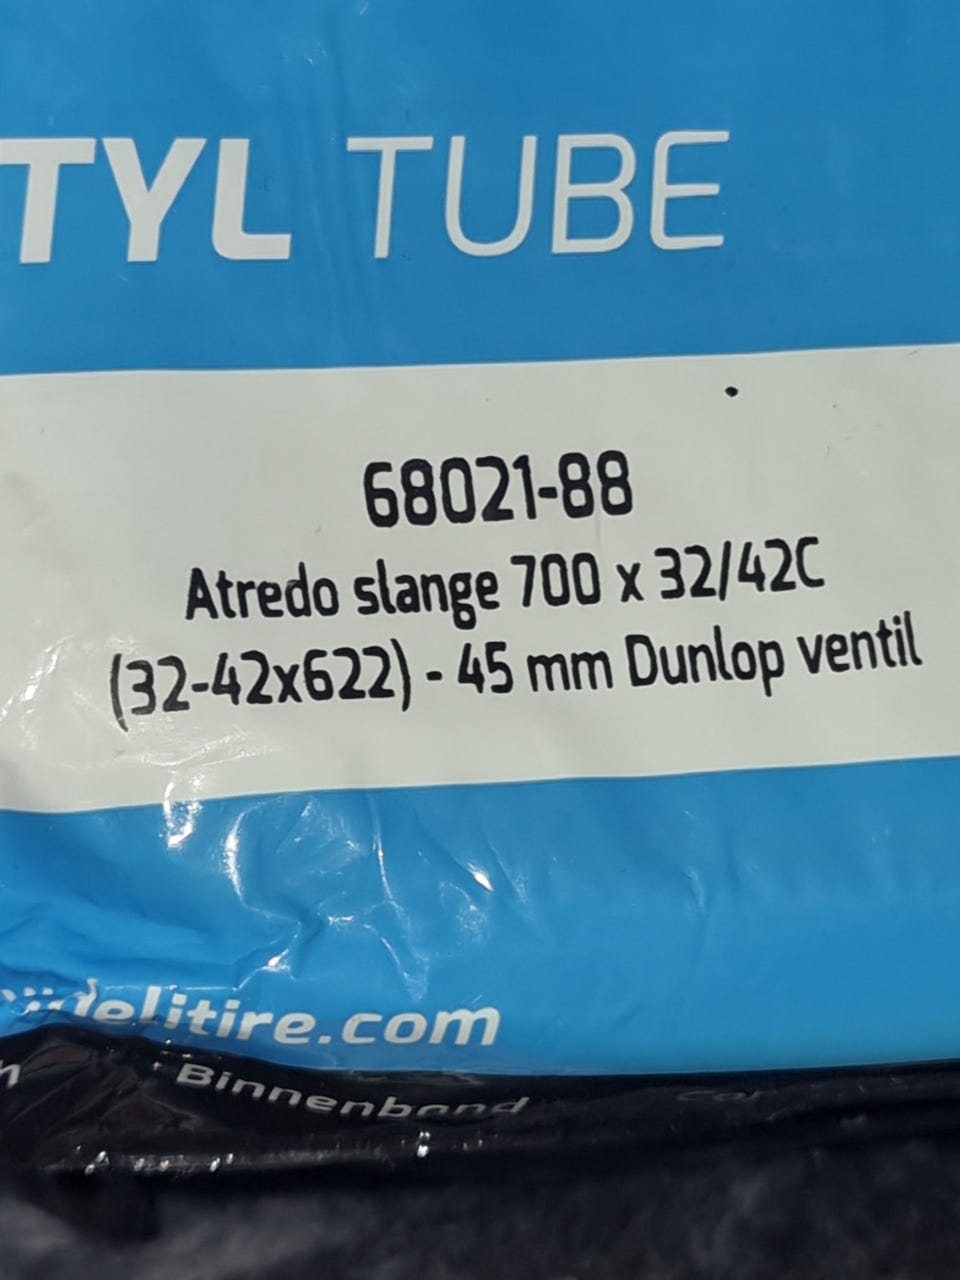 TYL TUBE
68021-88
Atredo slange 700 x 32/42C
(32-42x622) - 45 mm Dunlop ventil
delitire.com
Binnenband